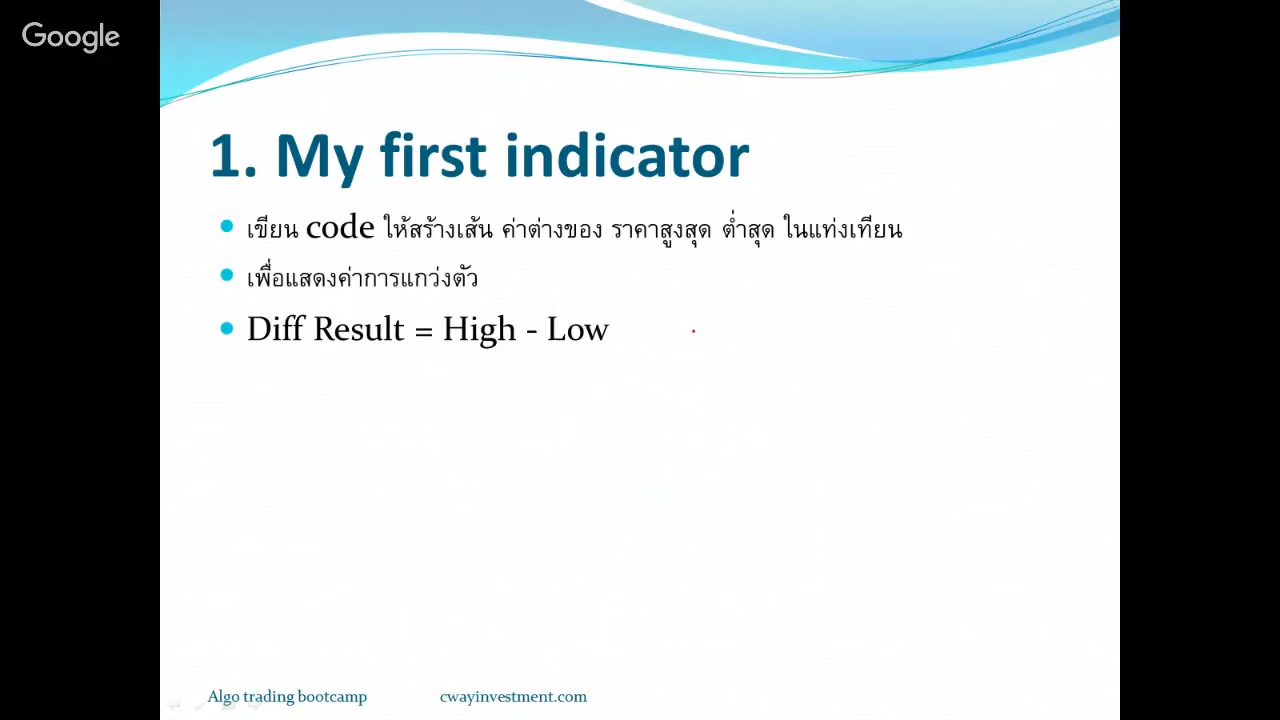 Google
1. My first indicator
เขียน code ให้สร้างเส้น ค่าต่างของ ราคาสูงสุด ต่ำสุด ในแท่งเทียน
เพื่อแสดงค่าการแกว่งตัว
Diff Result = High - Low
Algo trading bootcamp cwayinvestment.com